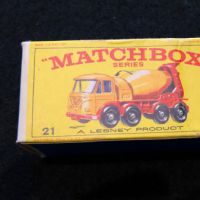 "MATCHBOX
SERIES
21
A LESNEY PRODUCT